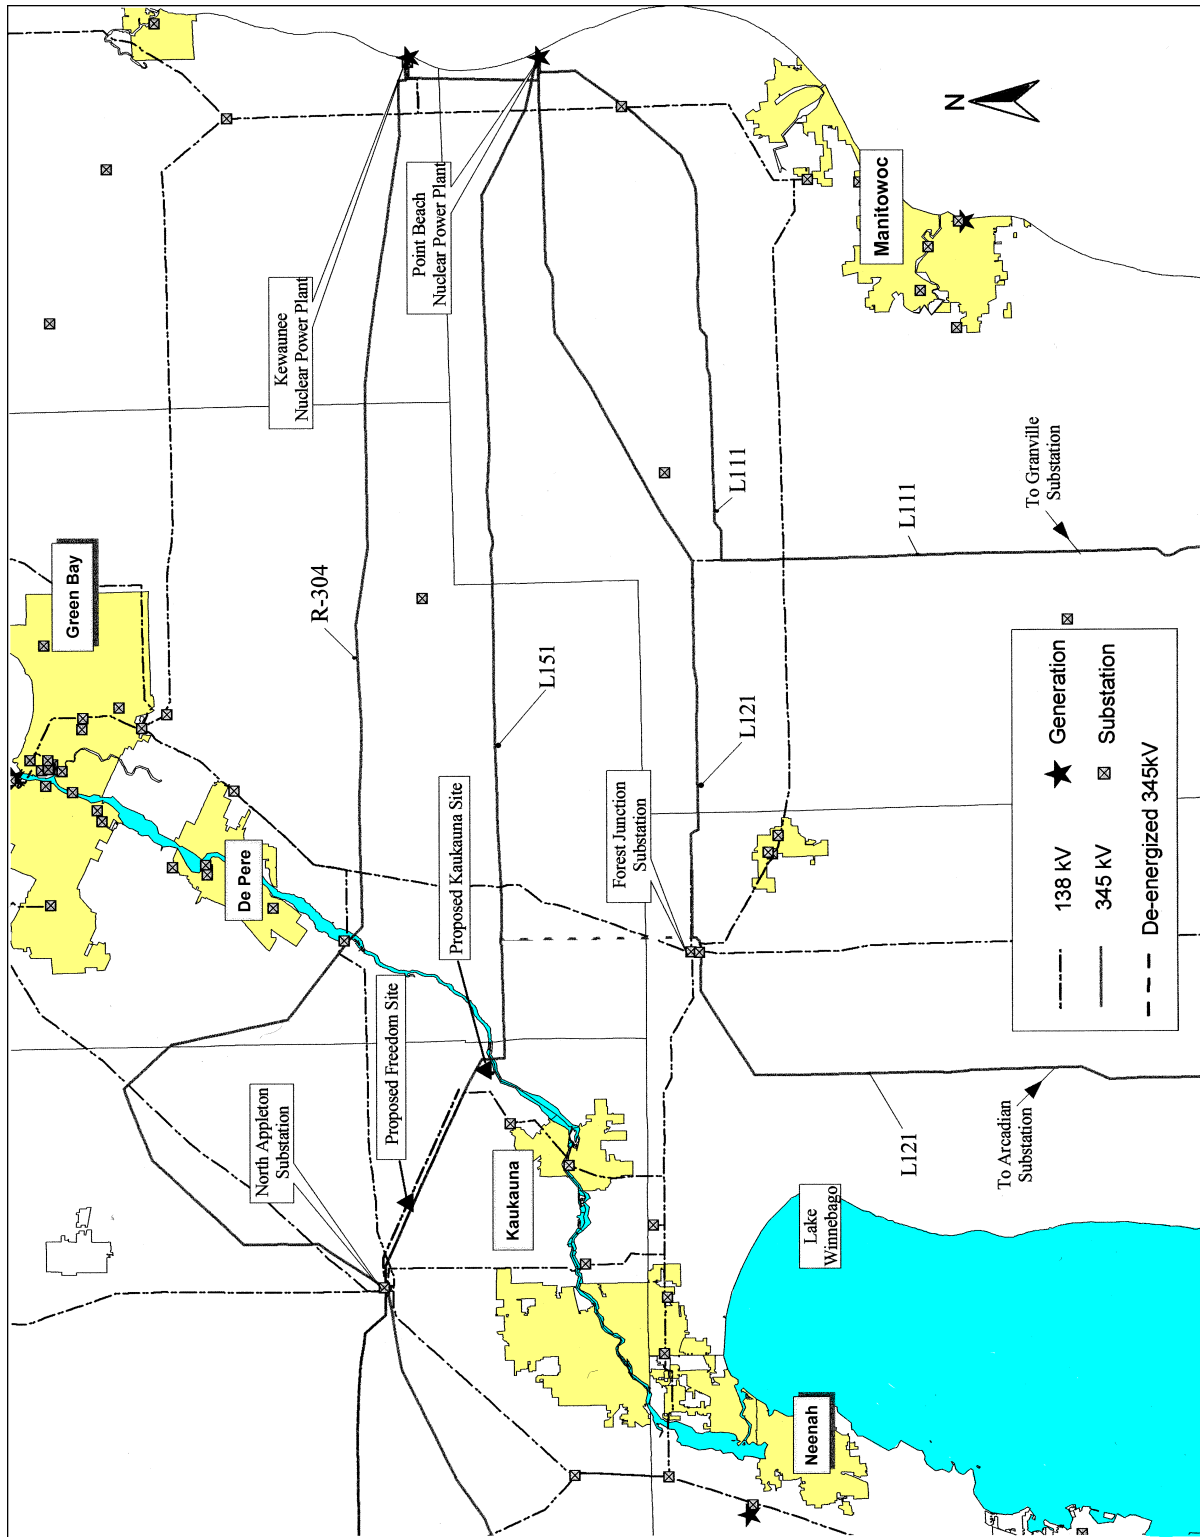 Green Bay
De Pere
Kewaunee
Nuclear Power Plant
Point Beach
Nuclear Power Plant
Manitowoc
N
R-304
L151
L111
L111
To Granville
Substation
L121
Forest Junction
Substation
Proposed Kaukauna Site
Proposed Freedom Site
North Appleton
Substation
Kaukauna
L121
To Arcadian
Substation
Lake
Winnebago
Neenah
138 kV
345 kV
De-energized 345kV
Generation
Substation